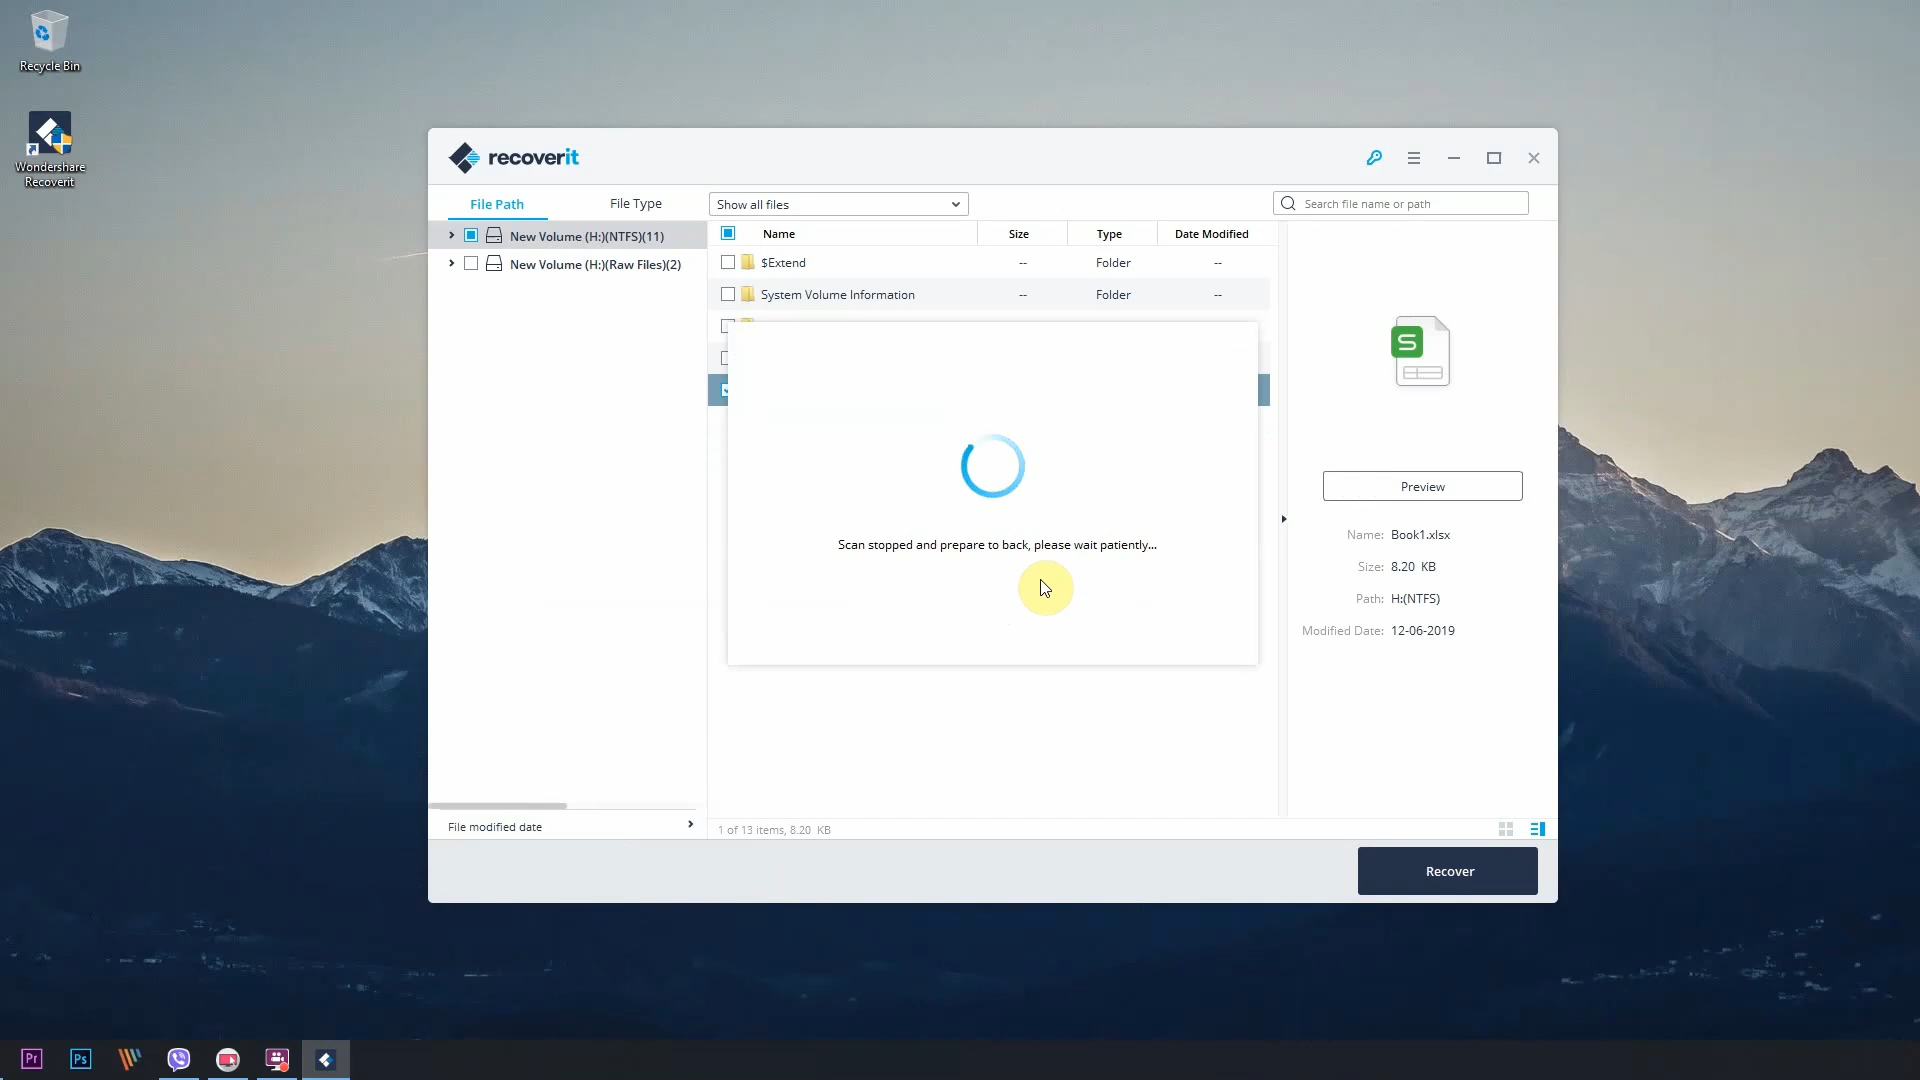 Recycle Bin
Wondershare
Recoverit
recoverit
File Path
File Type
Show all files
Search file name or path
New Volume (H:)(NTFS)(11)
New Volume (H:)(Raw Files)(2)
Name
Size
Type
Date Modified
$Extend
--
Folder
--
System Volume Information
--
Folder
--
Scan stopped and prepare to back, please wait patiently...
S
Preview
Name: Book1.xlsx
Size: 8.20 KB
Path: H:(NTFS)
Modified Date: 12-06-2019
File modified date
1 of 13 items, 8.20 KB
Recover
Pr
Ps